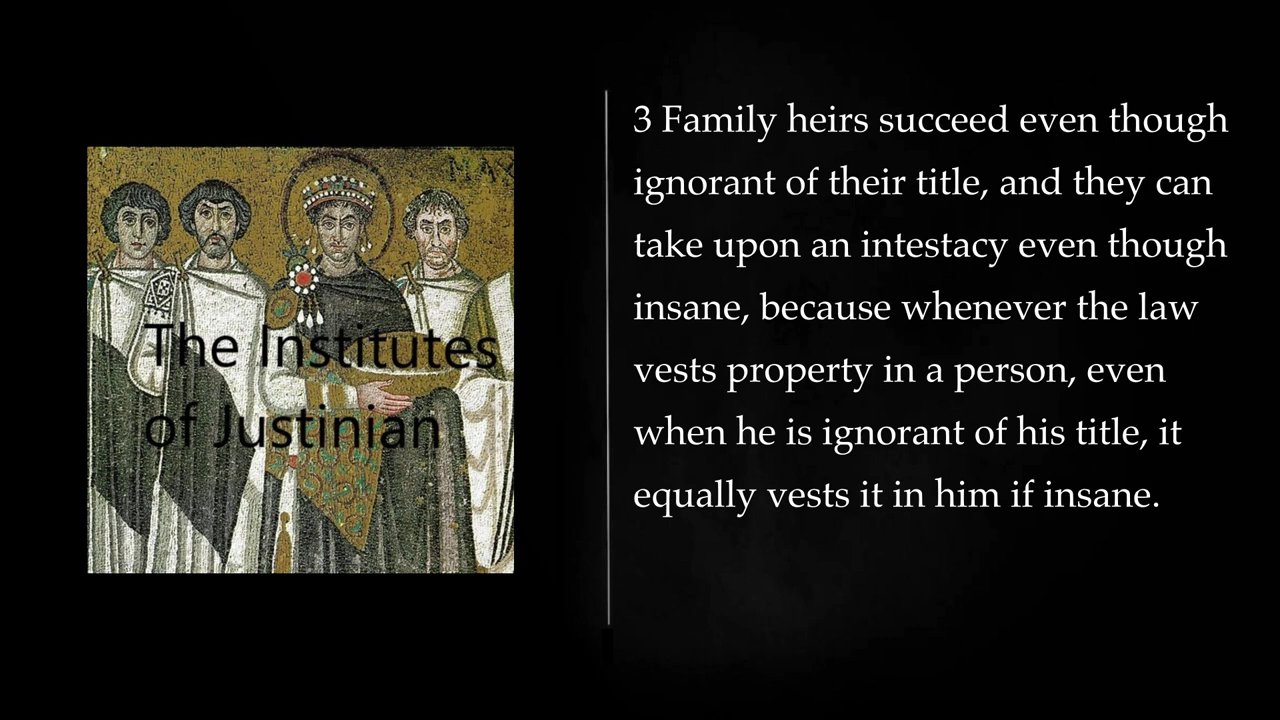 The Institutes
of Justinian
3 Family heirs succeed even though
ignorant of their title, and they can
take upon an intestacy even though
insane, because whenever the law
vests property in a person, even
when he is ignorant of his title, it
equally vests it in him if insane.